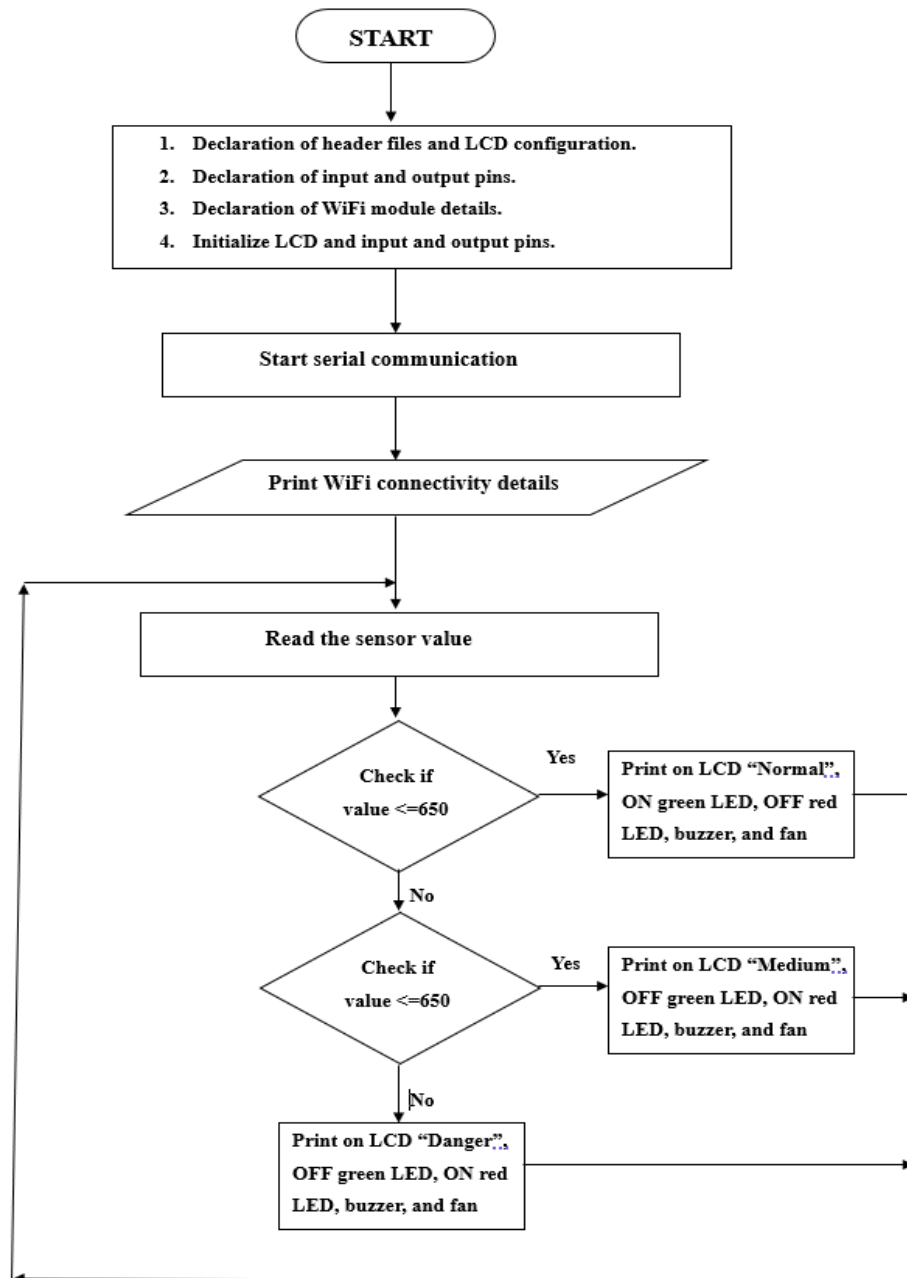 START
1. Declaration of header files and LCD configuration.
2. Declaration of input and output pins.
3. Declaration of WiFi module details.
4. Initialize LCD and input and output pins.
Start serial communication
Print WiFi connectivity details
Read the sensor value
Check if
value <=650
Yes
Print on LCD “Normal”,
ON green LED, OFF red
LED, buzzer, and fan
No
Check if
value <=650
Yes
Print on LCD “Medium”,
OFF green LED, ON red
LED, buzzer, and fan
No
Print on LCD “Danger”,
OFF green LED, ON red
LED, buzzer, and fan